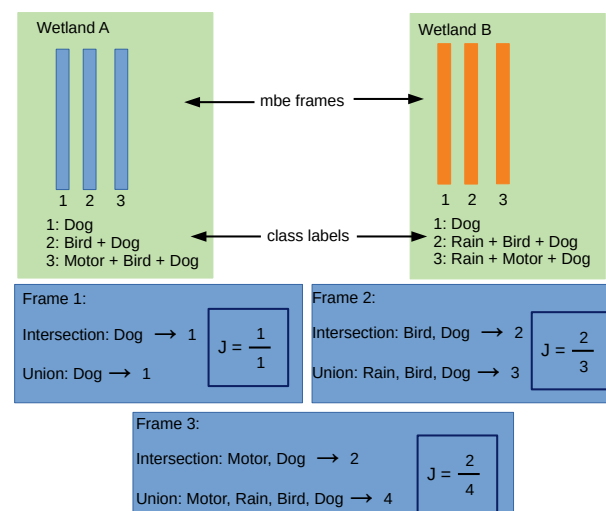 Wetland A
1 2 3
1: Dog
2: Bird + Dog
3: Motor + Bird + Dog
mbe frames
class labels
Wetland B
1 2 3
1: Dog
2: Rain + Bird + Dog
3: Rain + Motor + Dog
Frame 1:
Intersection: Dog → 1
Union: Dog → 1
J = 1/1
Frame 2:
Intersection: Bird, Dog → 2
Union: Rain, Bird, Dog → 3
J = 2/3
Frame 3:
Intersection: Motor, Dog → 2
Union: Motor, Rain, Bird, Dog → 4
J = 2/4